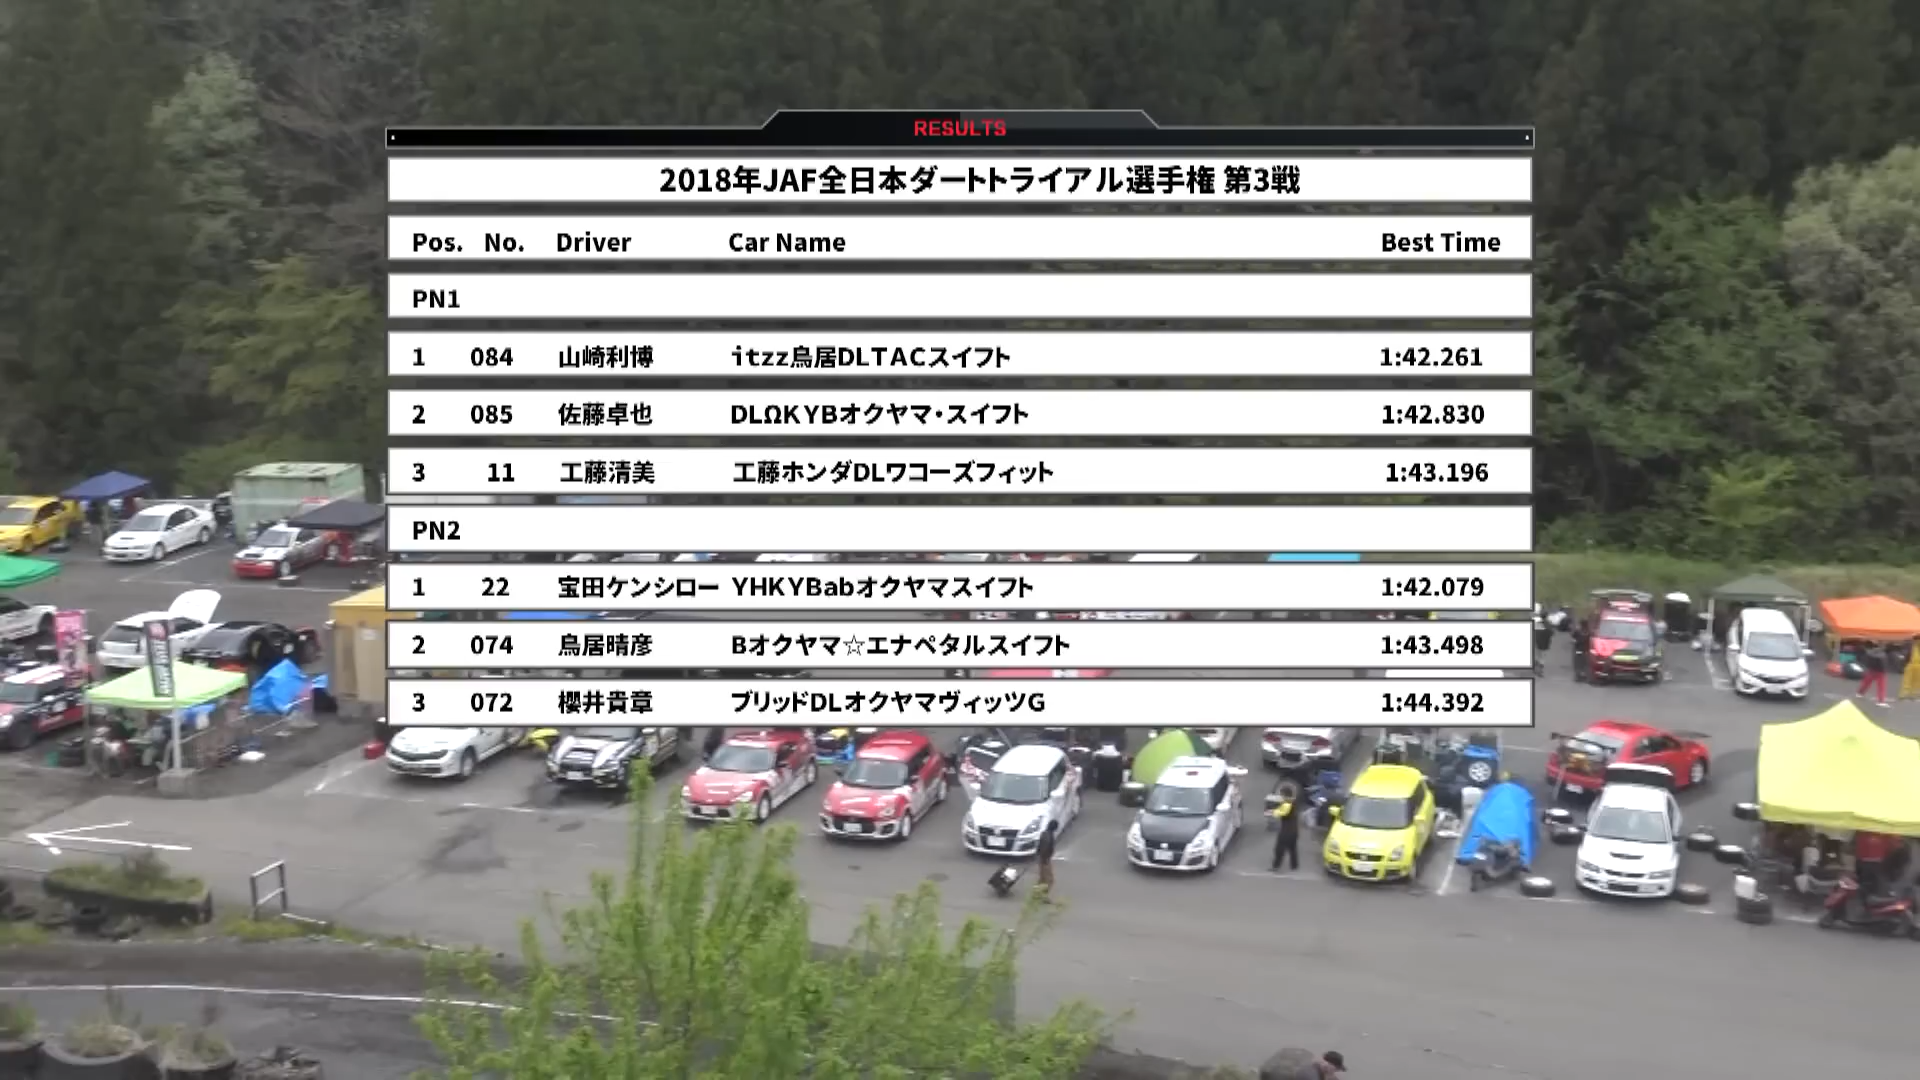 RESULTS
2018年JAF全日本ダートトライアル選手権 第3戦
Pos. No. Driver Car Name Best Time
PN1
1 084 山崎利博 itzz鳥居DLTACスイフト 1:42.261
2 085 佐藤卓也 DLΩKYBオクヤマ・スイフト 1:42.830
3 11 工藤清美 工藤ホンダDLワコーズフィット 1:43.196
PN2
1 22 宝田ケンシロー YHKYBabオクヤマスイフト 1:42.079
2 074 鳥居晴彦 Bオクヤマ☆エナペタルスイフト 1:43.498
3 072 櫻井貴章 ブリッドDLオクヤマヴィッツG 1:44.392